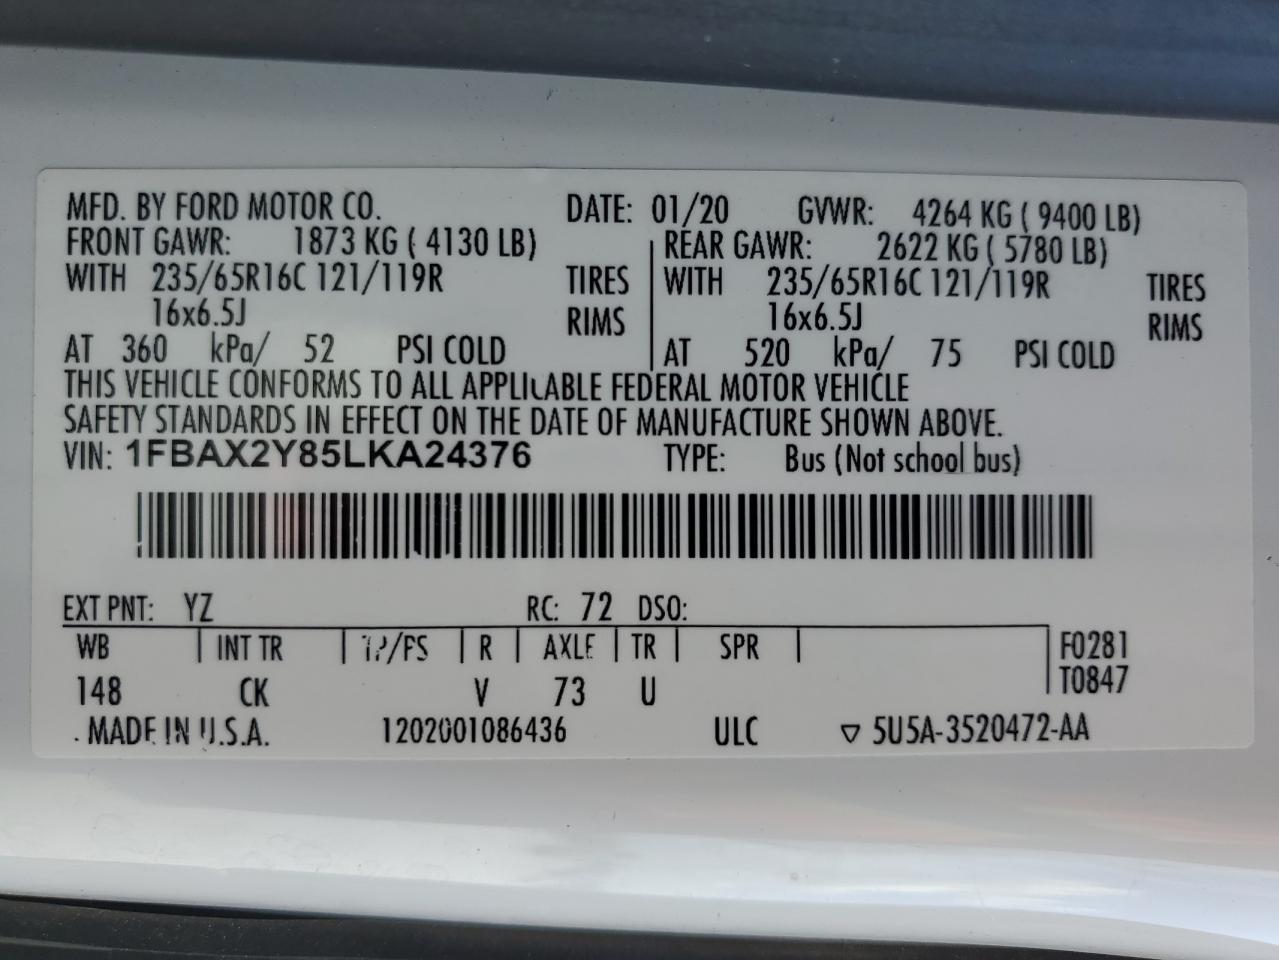 MFD. BY FORD MOTOR CO. DATE: 01/20 GVWR: 4264 KG ( 9400 LB)
FRONT GAWR: 1873 KG ( 4130 LB) REAR GAWR: 2622 KG ( 5780 LB)
WITH 235/65R16C 121/119R TIRES WITH 235/65R16C 121/119R TIRES
16x6.5J RIMS 16x6.5J RIMS
AT 360 kPa/ 52 PSI COLD AT 520 kPa/ 75 PSI COLD
THIS VEHICLE CONFORMS TO ALL APPLICABLE FEDERAL MOTOR VEHICLE
SAFETY STANDARDS IN EFFECT ON THE DATE OF MANUFACTURE SHOWN ABOVE.
VIN: 1FBAX2Y85LKA24376 TYPE: Bus (Not school bus)
EXT PNT: YZ RC: 72 DSO:
WB INT TR TP/FS R AXLE TR SPR F0281
148 CK V 73 U T0847
MADE IN U.S.A. 1202001086436 ULC ▽ 5U5A-3520472-AA